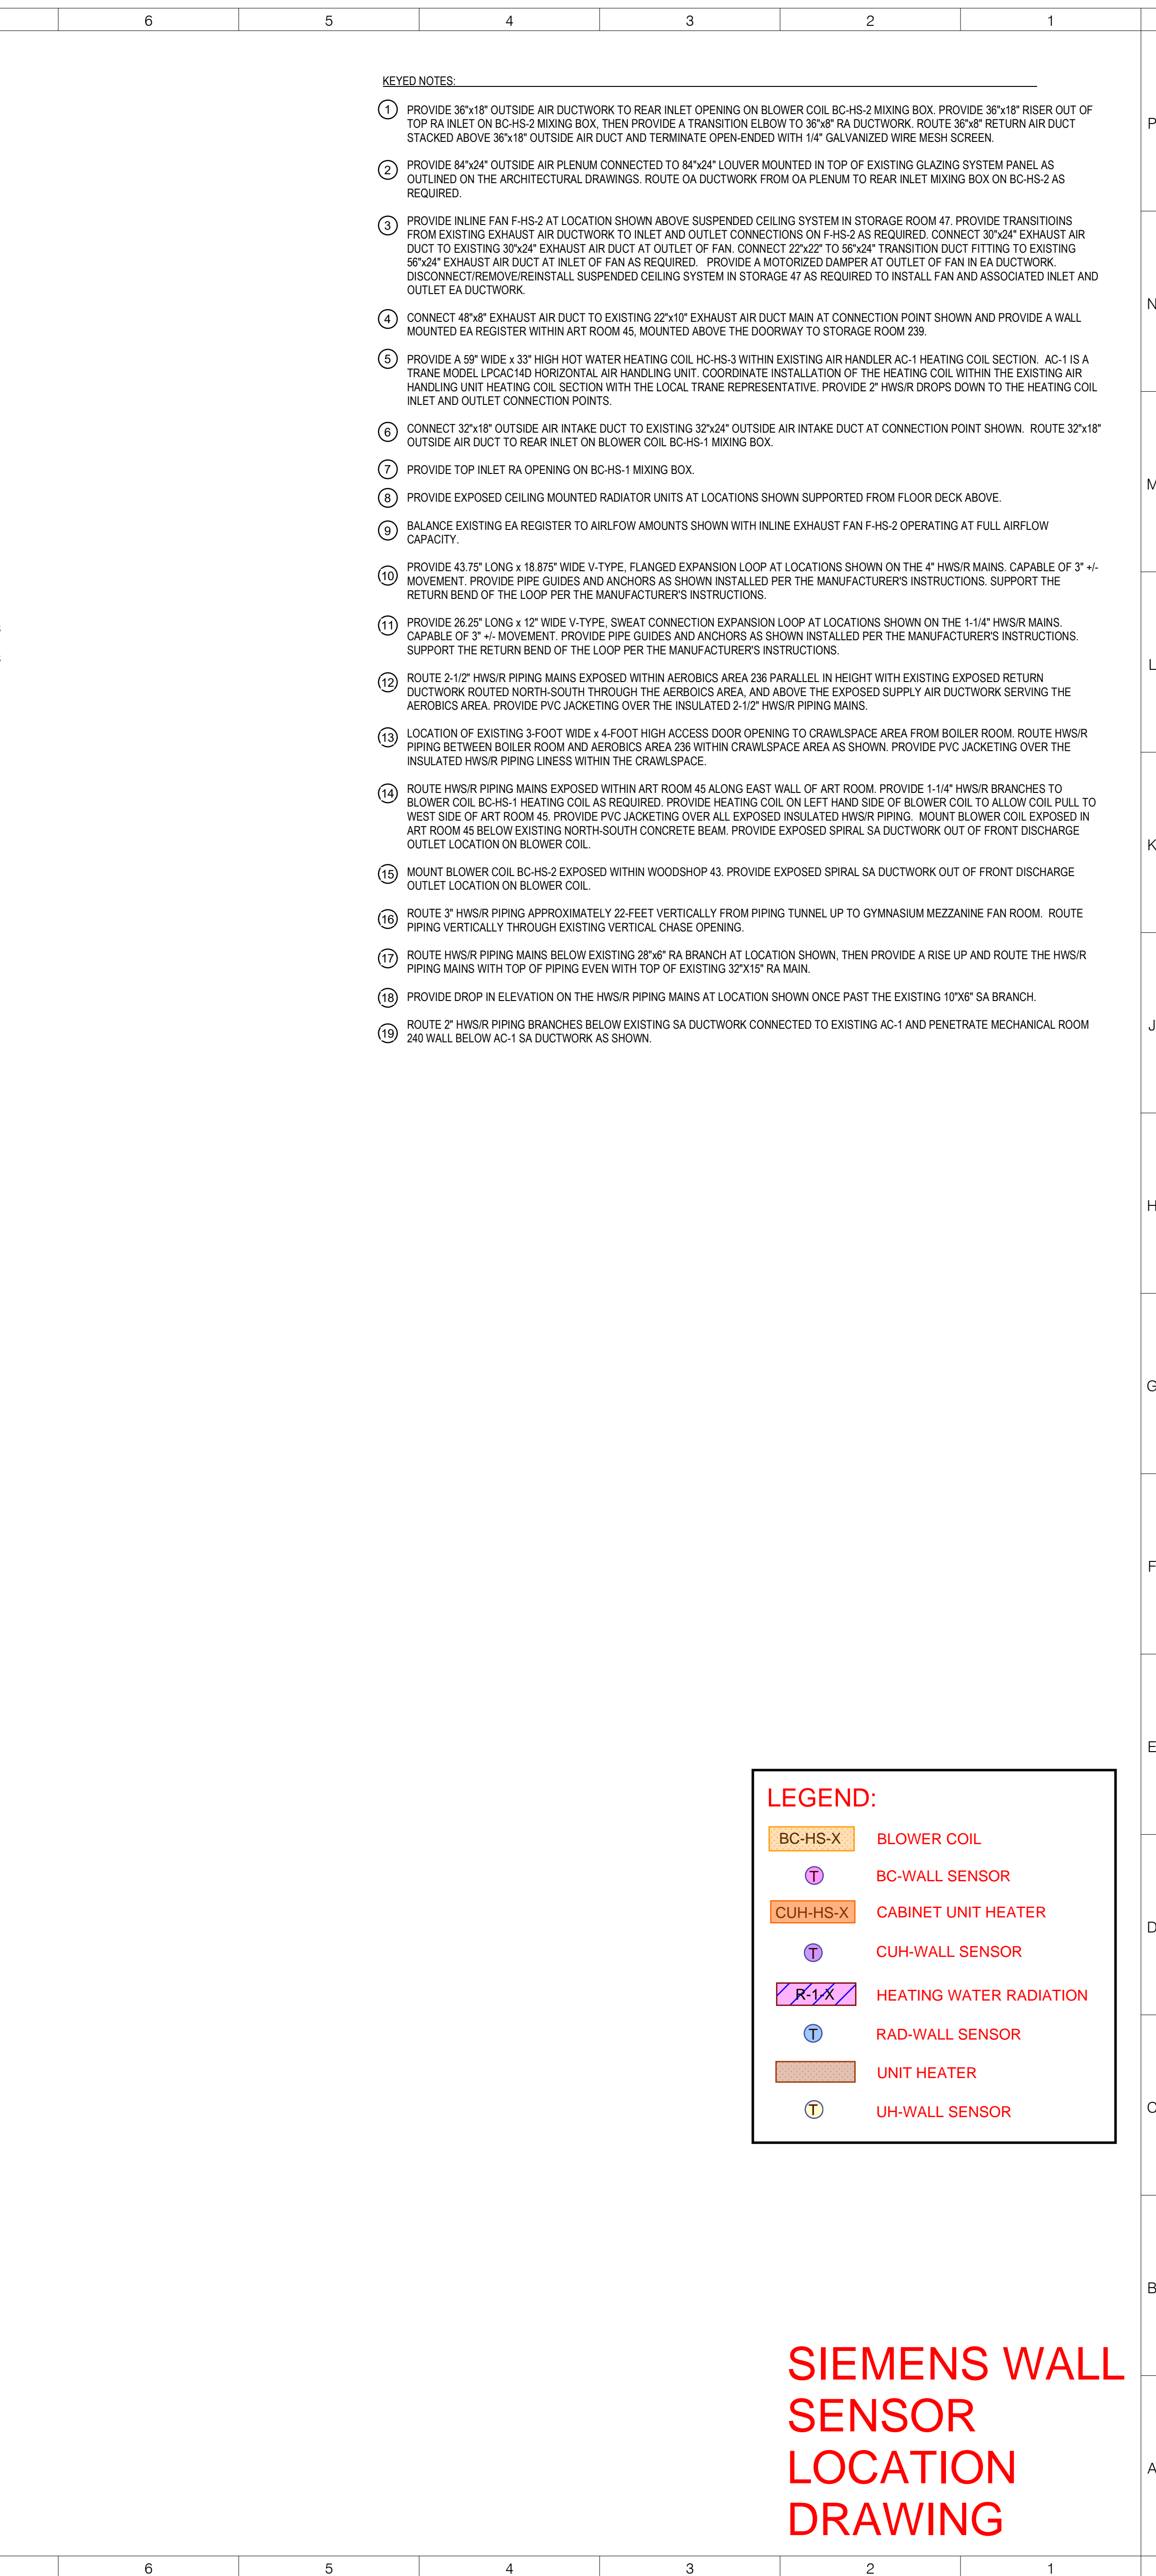 6 5 4 3 2 1
KEYED NOTES:
1 PROVIDE 36"x18" OUTSIDE AIR DUCTWORK TO REAR INLET OPENING ON BLOWER COIL BC-HS-2 MIXING BOX. PROVIDE 36"x18" RISER OUT OF
TOP RA INLET ON BC-HS-2 MIXING BOX, THEN PROVIDE A TRANSITION ELBOW TO 36"x8" RA DUCTWORK. ROUTE 36"x8" RETURN AIR DUCT
STACKED ABOVE 36"x18" OUTSIDE AIR DUCT AND TERMINATE OPEN-ENDED WITH 1/4" GALVANIZED WIRE MESH SCREEN.
2 PROVIDE 84"x24" OUTSIDE AIR PLENUM CONNECTED TO 84"x24" LOUVER MOUNTED IN TOP OF EXISTING GLAZING SYSTEM PANEL AS
OUTLINED ON THE ARCHITECTURAL DRAWINGS. ROUTE OA DUCTWORK FROM OA PLENUM TO REAR INLET MIXING BOX ON BC-HS-2 AS
REQUIRED.
3 PROVIDE INLINE FAN F-HS-2 AT LOCATION SHOWN ABOVE SUSPENDED CEILING SYSTEM IN STORAGE ROOM 47. PROVIDE TRANSITIOINS
FROM EXISTING EXHAUST AIR DUCTWORK TO INLET AND OUTLET CONNECTIONS ON F-HS-2 AS REQUIRED. CONNECT 30"x24" EXHAUST AIR
DUCT TO EXISTING 30"x24" EXHAUST AIR DUCT AT OUTLET OF FAN. CONNECT 22"x22" TO 56"x24" TRANSITION DUCT FITTING TO EXISTING
56"x24" EXHAUST AIR DUCT AT INLET OF FAN AS REQUIRED. PROVIDE A MOTORIZED DAMPER AT OUTLET OF FAN IN EA DUCTWORK.
DISCONNECT/REMOVE/REINSTALL SUSPENDED CEILING SYSTEM IN STORAGE 47 AS REQUIRED TO INSTALL FAN AND ASSOCIATED INLET AND
OUTLET EA DUCTWORK.
4 CONNECT 48"x8" EXHAUST AIR DUCT TO EXISTING 22"x10" EXHAUST AIR DUCT MAIN AT CONNECTION POINT SHOWN AND PROVIDE A WALL
MOUNTED EA REGISTER WITHIN ART ROOM 45, MOUNTED ABOVE THE DOORWAY TO STORAGE ROOM 239.
5 PROVIDE A 59" WIDE x 33" HIGH HOT WATER HEATING COIL HC-HS-3 WITHIN EXISTING AIR HANDLER AC-1 HEATING COIL SECTION. AC-1 IS A
TRANE MODEL LPCAC14D HORIZONTAL AIR HANDLING UNIT. COORDINATE INSTALLATION OF THE HEATING COIL WITHIN THE EXISTING AIR
HANDLING UNIT HEATING COIL SECTION WITH THE LOCAL TRANE REPRESENTATIVE. PROVIDE 2" HWS/R DROPS DOWN TO THE HEATING COIL
INLET AND OUTLET CONNECTION POINTS.
6 CONNECT 32"x18" OUTSIDE AIR INTAKE DUCT TO EXISTING 32"x24" OUTSIDE AIR INTAKE DUCT AT CONNECTION POINT SHOWN. ROUTE 32"x18"
OUTSIDE AIR DUCT TO REAR INLET ON BLOWER COIL BC-HS-1 MIXING BOX.
7 PROVIDE TOP INLET RA OPENING ON BC-HS-1 MIXING BOX.
8 PROVIDE EXPOSED CEILING MOUNTED RADIATOR UNITS AT LOCATIONS SHOWN SUPPORTED FROM FLOOR DECK ABOVE.
9 BALANCE EXISTING EA REGISTER TO AIRLFOW AMOUNTS SHOWN WITH INLINE EXHAUST FAN F-HS-2 OPERATING AT FULL AIRFLOW
CAPACITY.
10 PROVIDE 43.75" LONG x 18.875" WIDE V-TYPE, FLANGED EXPANSION LOOP AT LOCATIONS SHOWN ON THE 4" HWS/R MAINS. CAPABLE OF 3" +/-
MOVEMENT. PROVIDE PIPE GUIDES AND ANCHORS AS SHOWN INSTALLED PER THE MANUFACTURER'S INSTRUCTIONS. SUPPORT THE
RETURN BEND OF THE LOOP PER THE MANUFACTURER'S INSTRUCTIONS.
11 PROVIDE 26.25" LONG x 12" WIDE V-TYPE, SWEAT CONNECTION EXPANSION LOOP AT LOCATIONS SHOWN ON THE 1-1/4" HWS/R MAINS.
CAPABLE OF 3" +/- MOVEMENT. PROVIDE PIPE GUIDES AND ANCHORS AS SHOWN INSTALLED PER THE MANUFACTURER'S INSTRUCTIONS.
SUPPORT THE RETURN BEND OF THE LOOP PER THE MANUFACTURER'S INSTRUCTIONS.
12 ROUTE 2-1/2" HWS/R PIPING MAINS EXPOSED WITHIN AEROBICS AREA 236 PARALLEL IN HEIGHT WITH EXISTING EXPOSED RETURN
DUCTWORK ROUTED NORTH-SOUTH THROUGH THE AERBOICS AREA, AND ABOVE THE EXPOSED SUPPLY AIR DUCTWORK SERVING THE
AEROBICS AREA. PROVIDE PVC JACKETING OVER THE INSULATED 2-1/2" HWS/R PIPING MAINS.
13 LOCATION OF EXISTING 3-FOOT WIDE x 4-FOOT HIGH ACCESS DOOR OPENING TO CRAWLSPACE AREA FROM BOILER ROOM. ROUTE HWS/R
PIPING BETWEEN BOILER ROOM AND AEROBICS AREA 236 WITHIN CRAWLSPACE AREA AS SHOWN. PROVIDE PVC JACKETING OVER THE
INSULATED HWS/R PIPING LINESS WITHIN THE CRAWLSPACE.
14 ROUTE HWS/R PIPING MAINS EXPOSED WITHIN ART ROOM 45 ALONG EAST WALL OF ART ROOM. PROVIDE 1-1/4" HWS/R BRANCHES TO
BLOWER COIL BC-HS-1 HEATING COIL AS REQUIRED. PROVIDE HEATING COIL ON LEFT HAND SIDE OF BLOWER COIL TO ALLOW COIL PULL TO
WEST SIDE OF ART ROOM 45. PROVIDE PVC JACKETING OVER ALL EXPOSED INSULATED HWS/R PIPING. MOUNT BLOWER COIL EXPOSED IN
ART ROOM 45 BELOW EXISTING NORTH-SOUTH CONCRETE BEAM. PROVIDE EXPOSED SPIRAL SA DUCTWORK OUT OF FRONT DISCHARGE
OUTLET LOCATION ON BLOWER COIL.
15 MOUNT BLOWER COIL BC-HS-2 EXPOSED WITHIN WOODSHOP 43. PROVIDE EXPOSED SPIRAL SA DUCTWORK OUT OF FRONT DISCHARGE
OUTLET LOCATION ON BLOWER COIL.
16 ROUTE 3" HWS/R PIPING APPROXIMATELY 22-FEET VERTICALLY FROM PIPING TUNNEL UP TO GYMNASIUM MEZZANINE FAN ROOM. ROUTE
PIPING VERTICALLY THROUGH EXISTING VERTICAL CHASE OPENING.
17 ROUTE HWS/R PIPING MAINS BELOW EXISTING 28"x6" RA BRANCH AT LOCATION SHOWN, THEN PROVIDE A RISE UP AND ROUTE THE HWS/R
PIPING MAINS WITH TOP OF PIPING EVEN WITH TOP OF EXISTING 32"X15" RA MAIN.
18 PROVIDE DROP IN ELEVATION ON THE HWS/R PIPING MAINS AT LOCATION SHOWN ONCE PAST THE EXISTING 10"X6" SA BRANCH.
19 ROUTE 2" HWS/R PIPING BRANCHES BELOW EXISTING SA DUCTWORK CONNECTED TO EXISTING AC-1 AND PENETRATE MECHANICAL ROOM
240 WALL BELOW AC-1 SA DUCTWORK AS SHOWN.
P
N
M
L
K
J
H
G
F
E
D
C
B
A
LEGEND:
BC-HS-X BLOWER COIL
T BC-WALL SENSOR
CUH-HS-X CABINET UNIT HEATER
T CUH-WALL SENSOR
R-1-X HEATING WATER RADIATION
T RAD-WALL SENSOR
UNIT HEATER
T UH-WALL SENSOR
SIEMENS WALL
SENSOR
LOCATION
DRAWING
6 5 4 3 2 1